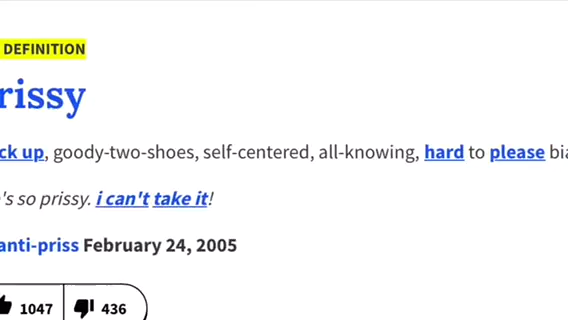 DEFINITION
rissy
ck up, goody-two-shoes, self-centered, all-knowing, hard to please bia
's so prissy. i can't take it!
anti-priss February 24, 2005
1047 436